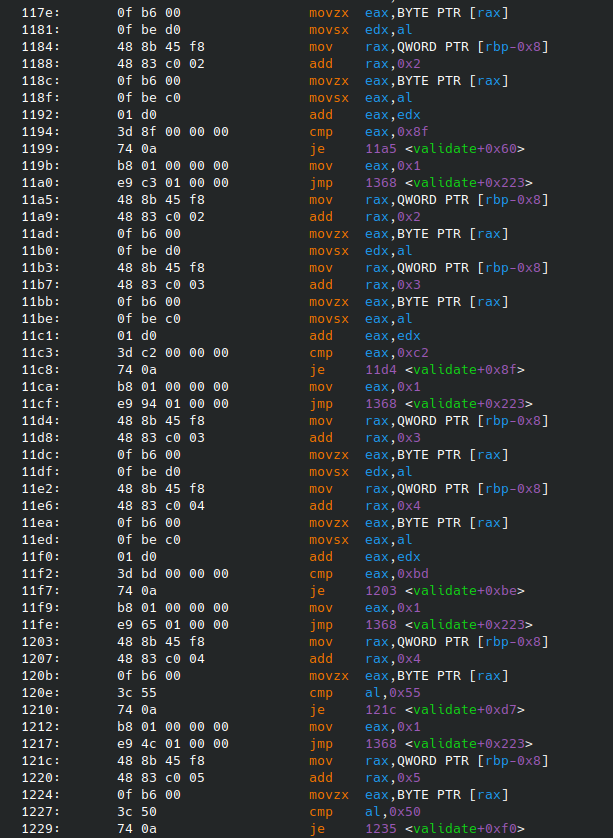 117e: 0f b6 00 movzx eax,BYTE PTR [rax]
1181: 0f be d0 movsx edx,al
1184: 48 8b 45 f8 mov rax,QWORD PTR [rbp-0x8]
1188: 48 83 c0 02 add rax,0x2
118c: 0f b6 00 movzx eax,BYTE PTR [rax]
118f: 0f be c0 movsx eax,al
1192: 01 d0 add eax,edx
1194: 3d 8f 00 00 00 cmp eax,0x8f
1199: 74 0a je 11a5 <validate+0x60>
119b: b8 01 00 00 00 mov eax,0x1
11a0: e9 c3 01 00 00 jmp 1368 <validate+0x223>
11a5: 48 8b 45 f8 mov rax,QWORD PTR [rbp-0x8]
11a9: 48 83 c0 02 add rax,0x2
11ad: 0f b6 00 movzx eax,BYTE PTR [rax]
11b0: 0f be d0 movsx edx,al
11b3: 48 8b 45 f8 mov rax,QWORD PTR [rbp-0x8]
11b7: 48 83 c0 03 add rax,0x3
11bb: 0f b6 00 movzx eax,BYTE PTR [rax]
11be: 0f be c0 movsx eax,al
11c1: 01 d0 add eax,edx
11c3: 3d c2 00 00 00 cmp eax,0xc2
11c8: 74 0a je 11d4 <validate+0x8f>
11ca: b8 01 00 00 00 mov eax,0x1
11cf: e9 94 01 00 00 jmp 1368 <validate+0x223>
11d4: 48 8b 45 f8 mov rax,QWORD PTR [rbp-0x8]
11d8: 48 83 c0 03 add rax,0x3
11dc: 0f b6 00 movzx eax,BYTE PTR [rax]
11df: 0f be d0 movsx edx,al
11e2: 48 8b 45 f8 mov rax,QWORD PTR [rbp-0x8]
11e6: 48 83 c0 04 add rax,0x4
11ea: 0f b6 00 movzx eax,BYTE PTR [rax]
11ed: 0f be c0 movsx eax,al
11f0: 01 d0 add eax,edx
11f2: 3d bd 00 00 00 cmp eax,0xbd
11f7: 74 0a je 1203 <validate+0xbe>
11f9: b8 01 00 00 00 mov eax,0x1
11fe: e9 65 01 00 00 jmp 1368 <validate+0x223>
1203: 48 8b 45 f8 mov rax,QWORD PTR [rbp-0x8]
1207: 48 83 c0 04 add rax,0x4
120b: 0f b6 00 movzx eax,BYTE PTR [rax]
120e: 3c 55 cmp al,0x55
1210: 74 0a je 121c <validate+0xd7>
1212: b8 01 00 00 00 mov eax,0x1
1217: e9 4c 01 00 00 jmp 1368 <validate+0x223>
121c: 48 8b 45 f8 mov rax,QWORD PTR [rbp-0x8]
1220: 48 83 c0 05 add rax,0x5
1224: 0f b6 00 movzx eax,BYTE PTR [rax]
1227: 3c 50 cmp al,0x50
1229: 74 0a je 1235 <validate+0xf0>